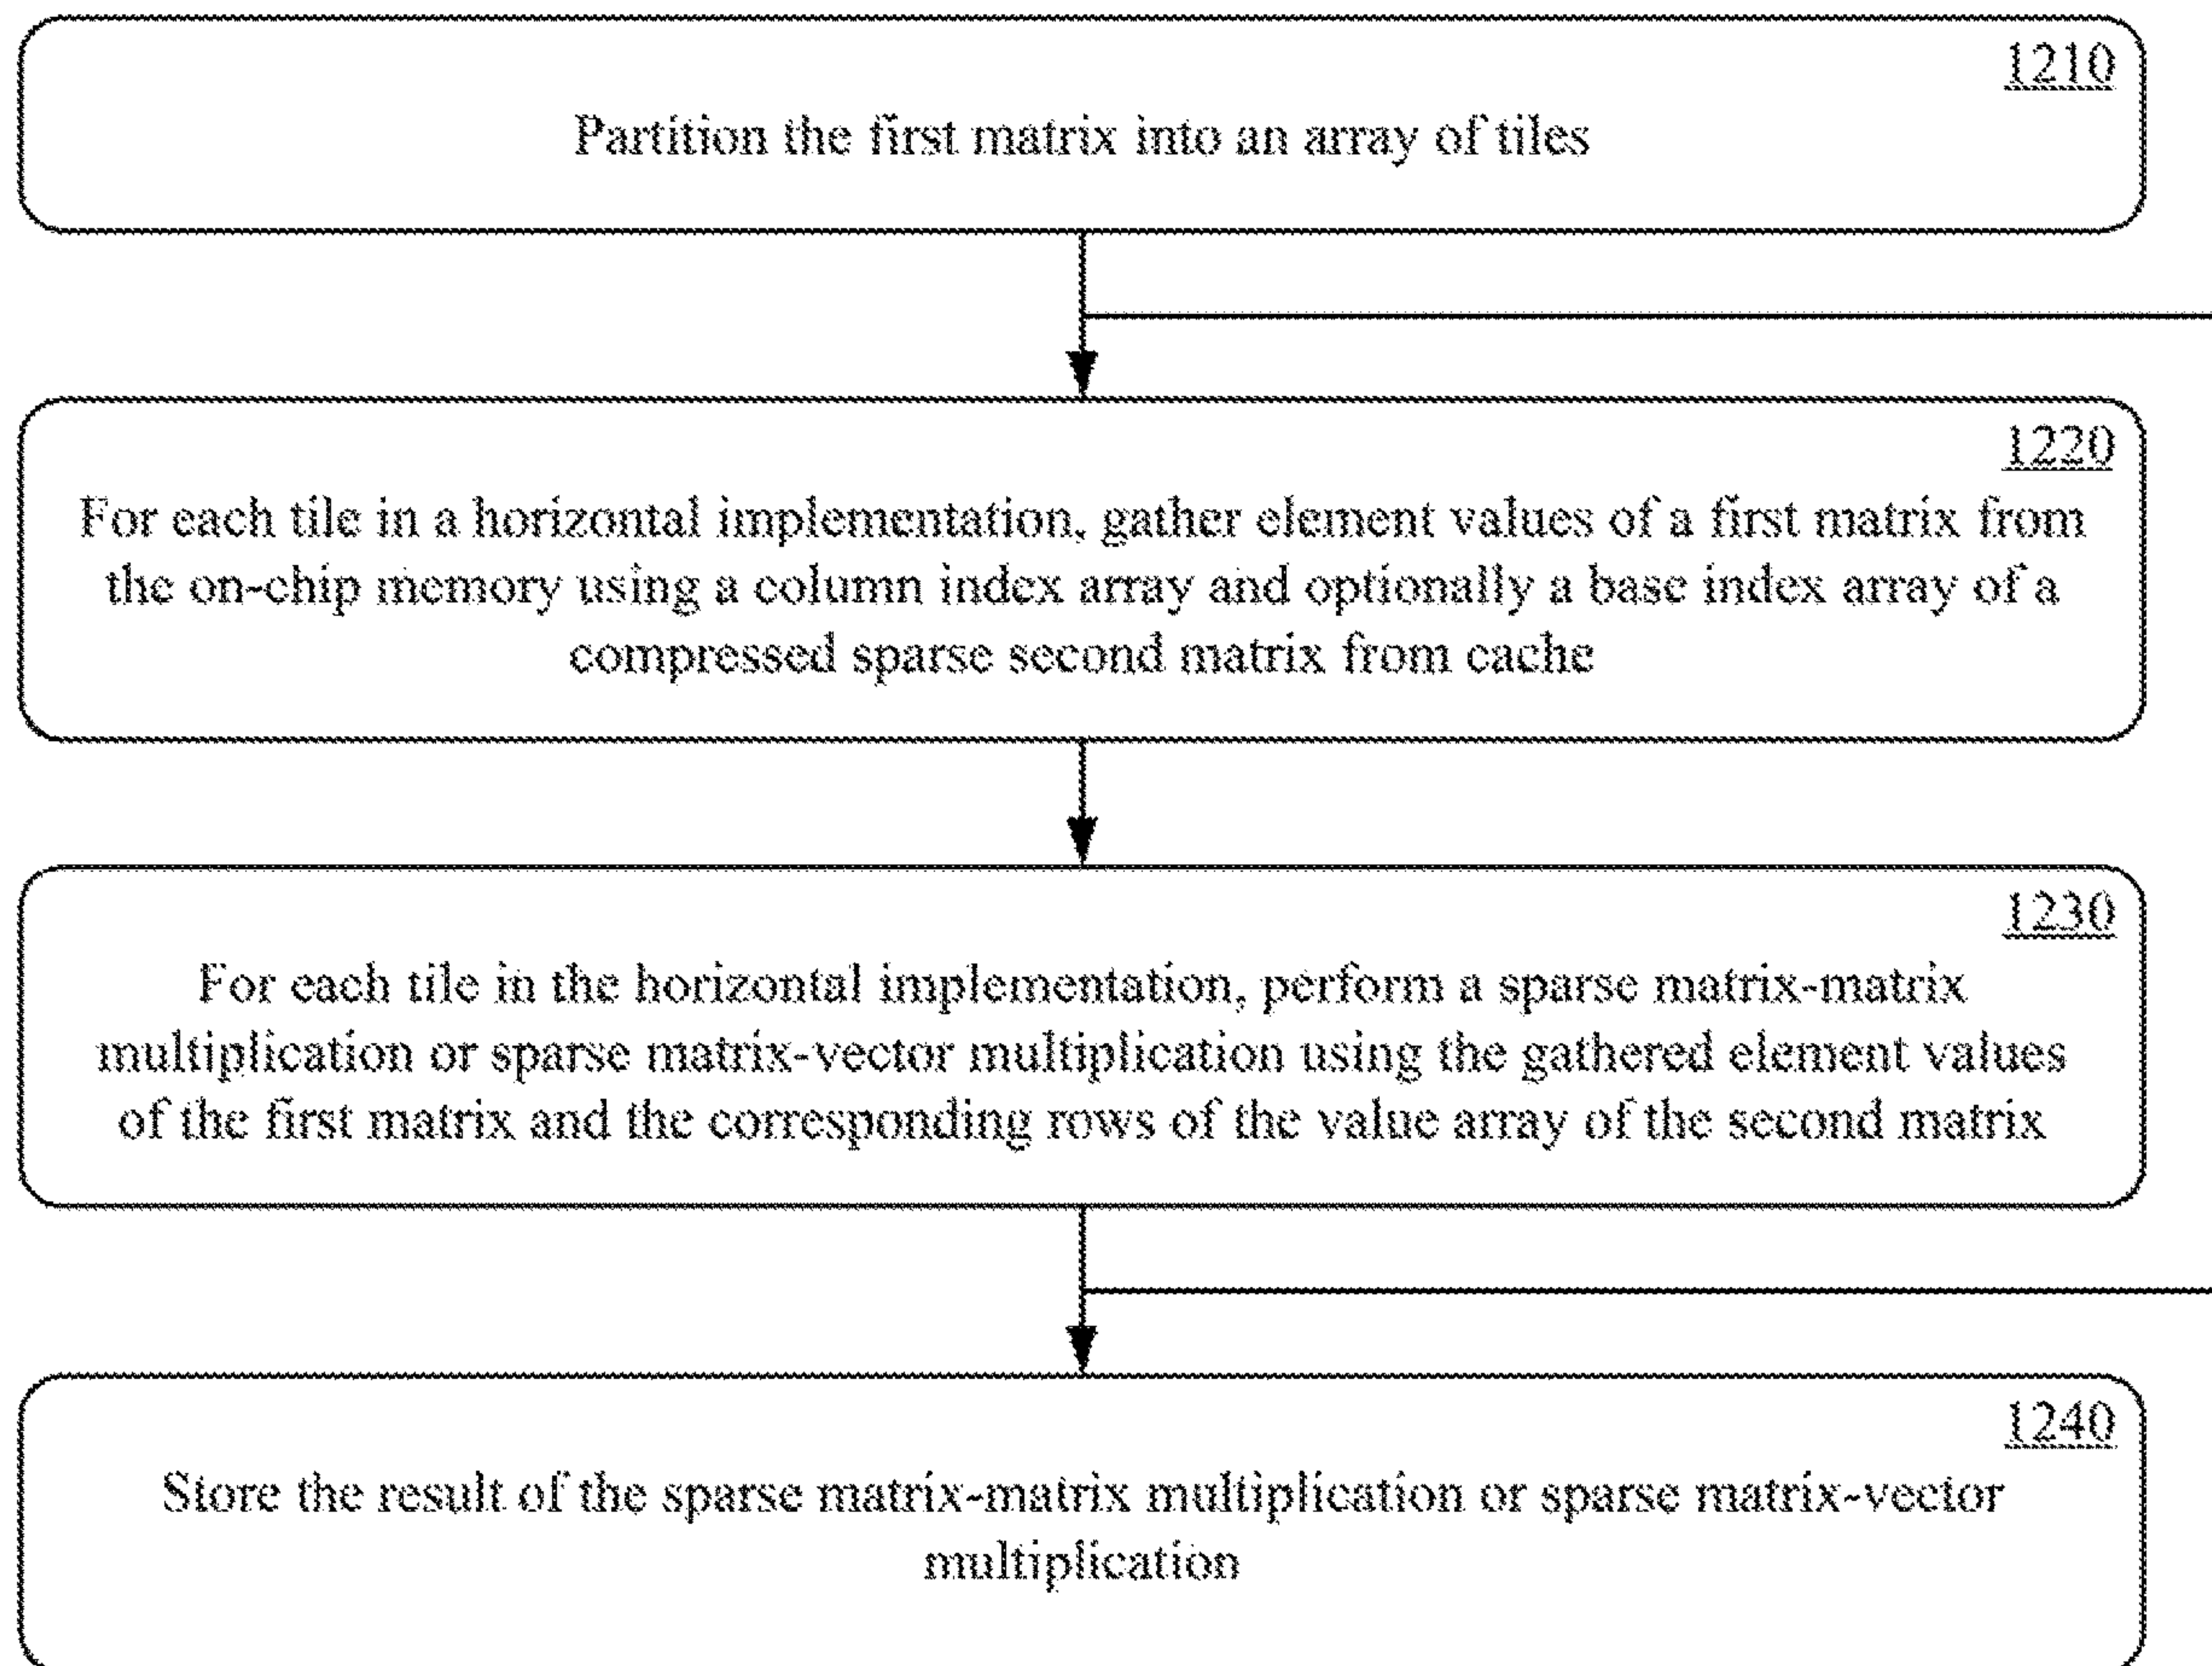 1210
Partition the first matrix into an array of tiles
1220
For each tile in a horizontal implementation, gather element values of a first matrix from
the on-chip memory using a column index array and optionally a base index array of a
compressed sparse second matrix from cache
1230
For each tile in the horizontal implementation, perform a sparse matrix-matrix
multiplication or sparse matrix-vector multiplication using the gathered element values
of the first matrix and the corresponding rows of the value array of the second matrix
1240
Store the result of the sparse matrix-matrix multiplication or sparse matrix-vector
multiplication